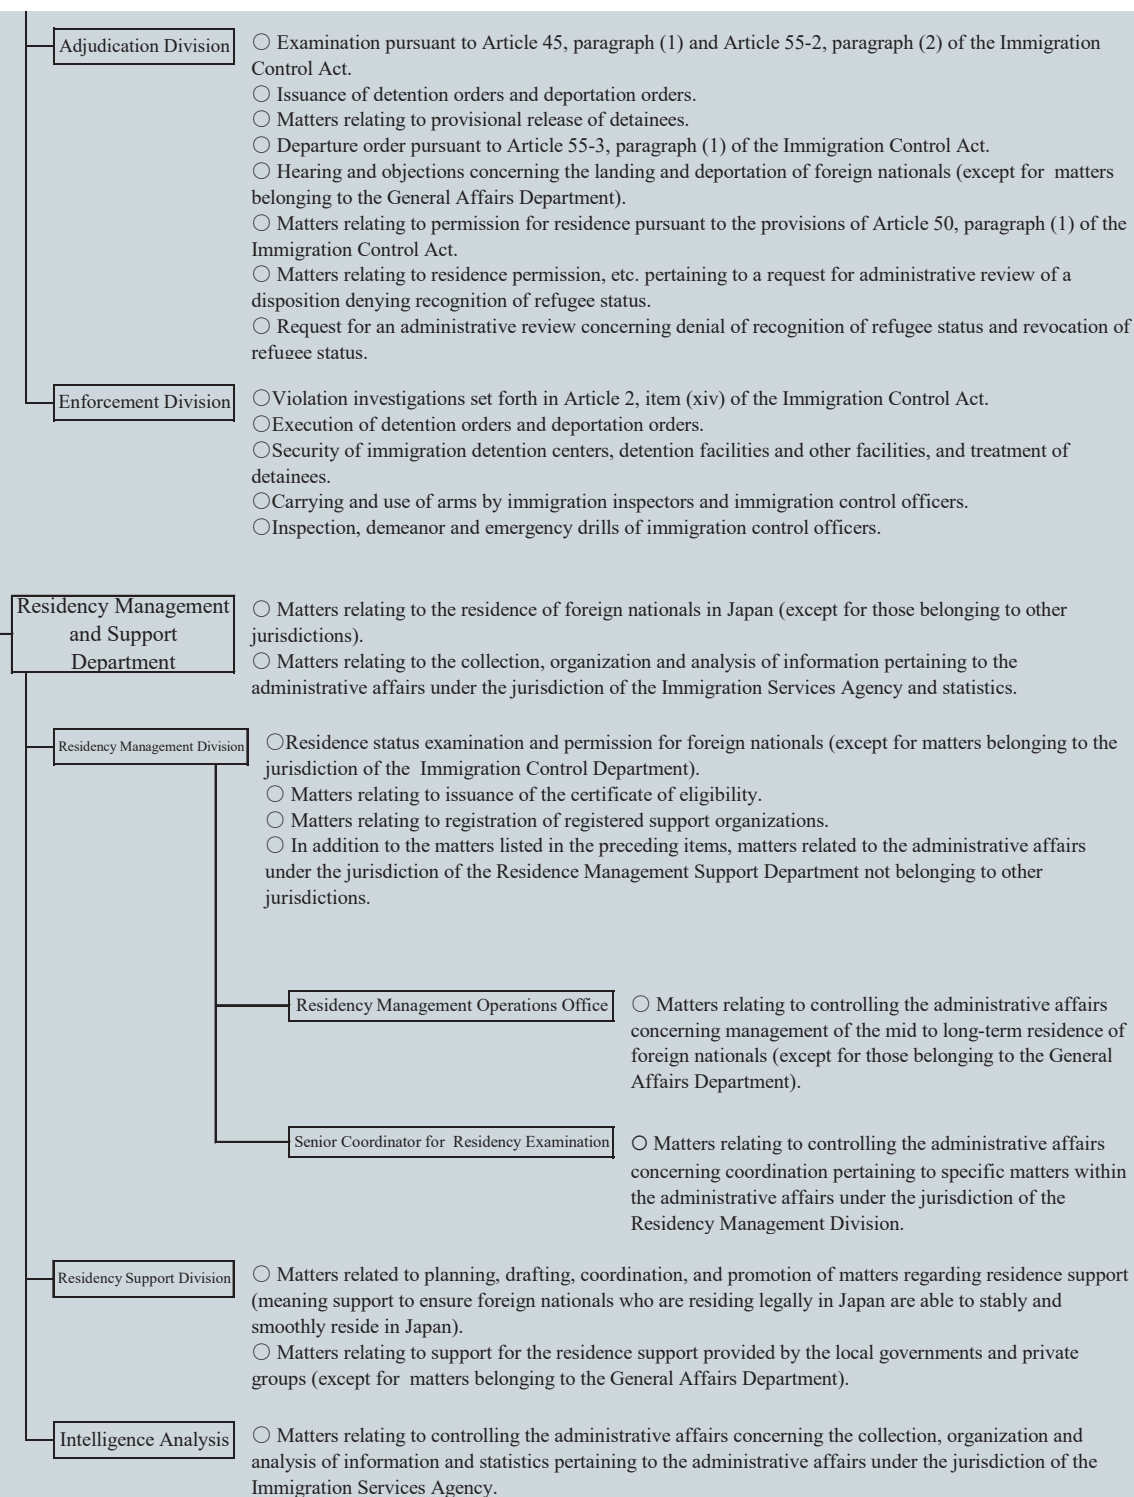 Adjudication Division
○ Examination pursuant to Article 45, paragraph (1) and Article 55-2, paragraph (2) of the Immigration
Control Act.
○ Issuance of detention orders and deportation orders.
○ Matters relating to provisional release of detainees.
○ Departure order pursuant to Article 55-3, paragraph (1) of the Immigration Control Act.
○ Hearing and objections concerning the landing and deportation of foreign nationals (except for matters
belonging to the General Affairs Department).
○ Matters relating to permission for residence pursuant to the provisions of Article 50, paragraph (1) of the
Immigration Control Act.
○ Matters relating to residence permission, etc. pertaining to a request for administrative review of a
disposition denying recognition of refugee status.
○ Request for an administrative review concerning denial of recognition of refugee status and revocation of
refugee status.
Enforcement Division
○Violation investigations set forth in Article 2, item (xiv) of the Immigration Control Act.
○Execution of detention orders and deportation orders.
○Security of immigration detention centers, detention facilities and other facilities, and treatment of
detainees.
○Carrying and use of arms by immigration inspectors and immigration control officers.
○Inspection, demeanor and emergency drills of immigration control officers.
Residency Management
and Support
Department
○ Matters relating to the residence of foreign nationals in Japan (except for those belonging to other
jurisdictions).
○ Matters relating to the collection, organization and analysis of information pertaining to the
administrative affairs under the jurisdiction of the Immigration Services Agency and statistics.
Residency Management Division
○Residence status examination and permission for foreign nationals (except for matters belonging to the
jurisdiction of the Immigration Control Department).
○ Matters relating to issuance of the certificate of eligibility.
○ Matters relating to registration of registered support organizations.
○ In addition to the matters listed in the preceding items, matters related to the administrative affairs
under the jurisdiction of the Residence Management Support Department not belonging to other
jurisdictions.
Residency Management Operations Office
○ Matters relating to controlling the administrative affairs
concerning management of the mid to long-term residence of
foreign nationals (except for those belonging to the General
Affairs Department).
Senior Coordinator for Residency Examination
○ Matters relating to controlling the administrative affairs
concerning coordination pertaining to specific matters within
the administrative affairs under the jurisdiction of the
Residency Management Division.
Residency Support Division
○ Matters related to planning, drafting, coordination, and promotion of matters regarding residence support
(meaning support to ensure foreign nationals who are residing legally in Japan are able to stably and
smoothly reside in Japan).
○ Matters relating to support for the residence support provided by the local governments and private
groups (except for matters belonging to the General Affairs Department).
Intelligence Analysis
○ Matters relating to controlling the administrative affairs concerning the collection, organization and
analysis of information and statistics pertaining to the administrative affairs under the jurisdiction of the
Immigration Services Agency.